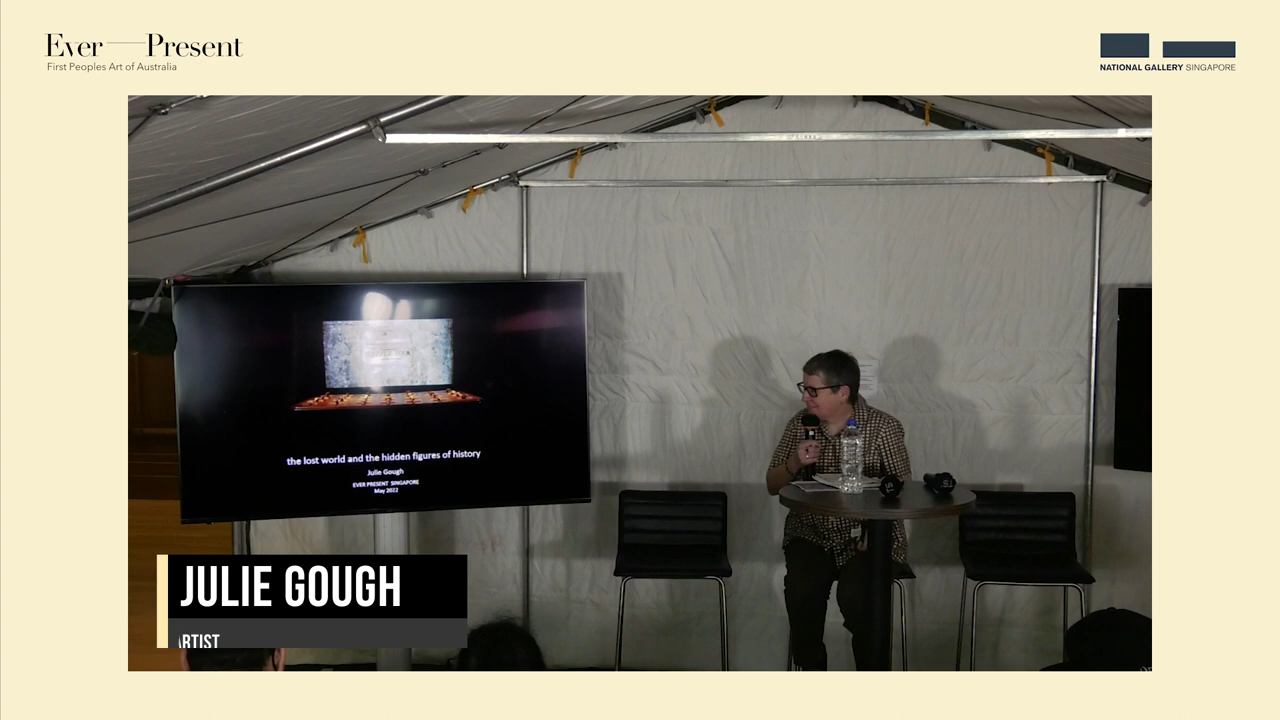 Ever — Present
First Peoples Art of Australia
NATIONAL GALLERY SINGAPORE
the lost world and the hidden figures of history
Julie Gough
EVER PRESENT SINGAPORE
May 2022
JULIE GOUGH
ARTIST